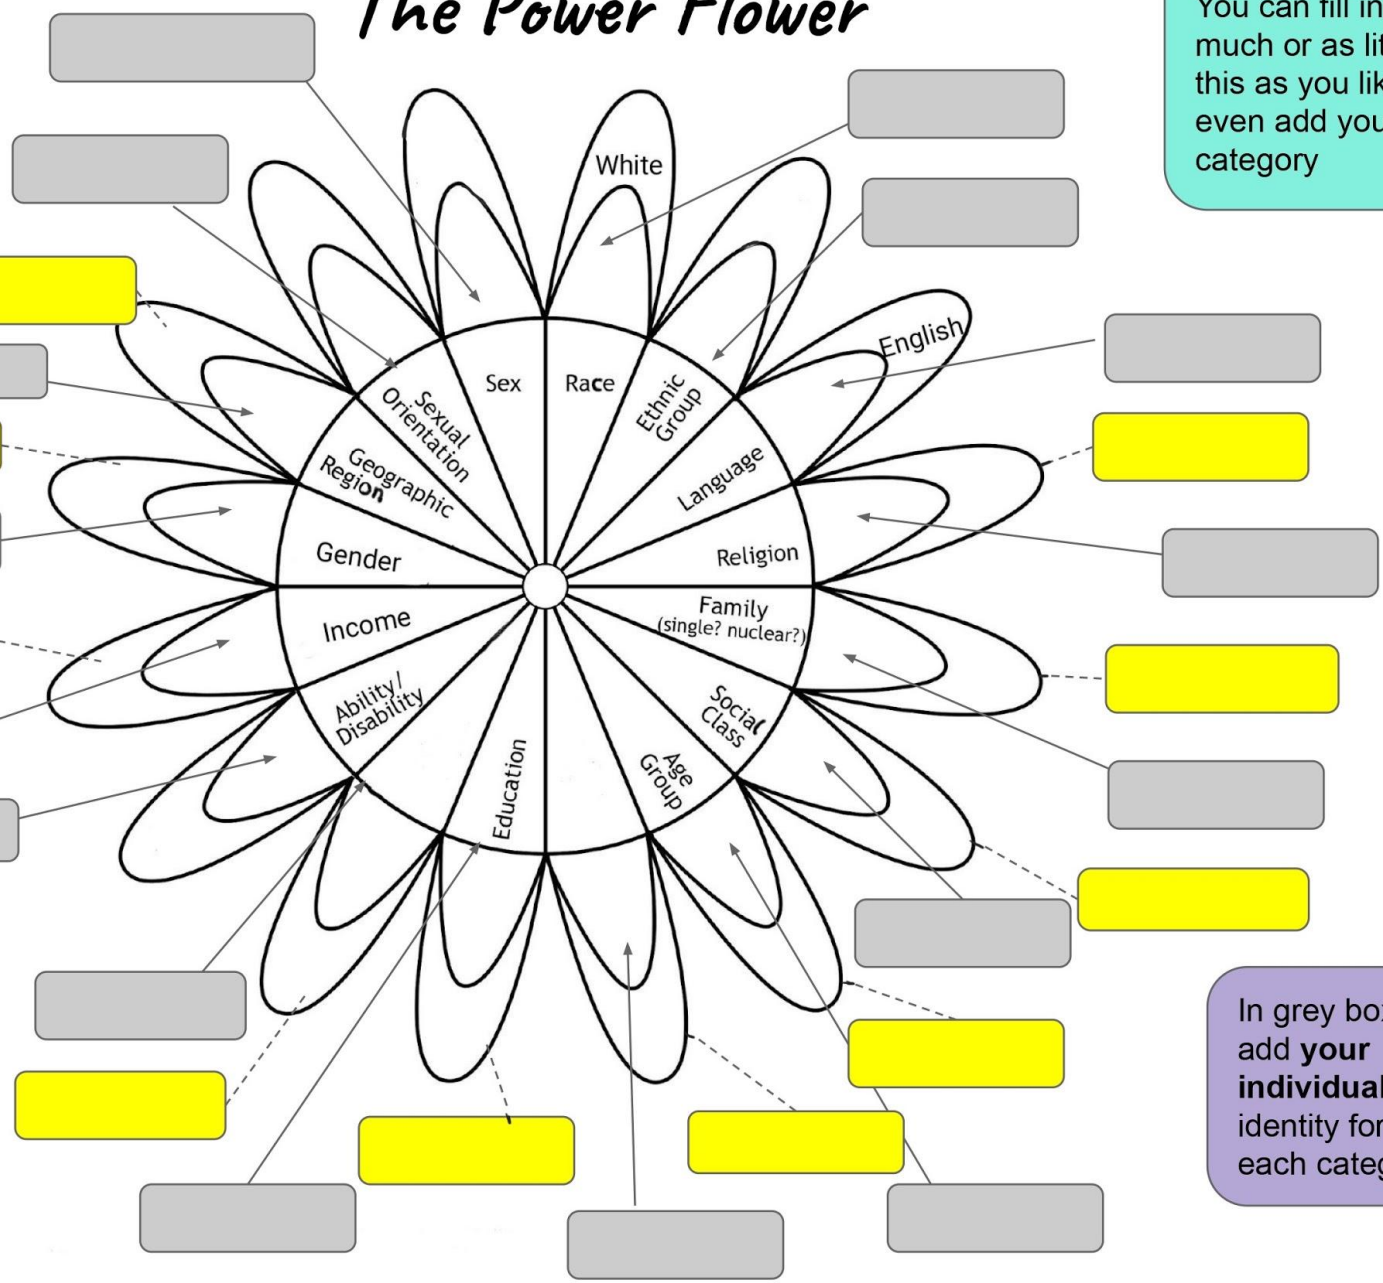 The Power Flower
You can fill in
much or as lit
this as you lik
even add you
category
White
English
Sex
Race
Ethnic
Group
Language
Religion
Family
(single? nuclear?)
Social
Class
Age
Group
Education
Ability/
Disability
Income
Gender
Geographic
Region
Sexual
Orientation
In grey bo
add your
individual
identity for
each categ